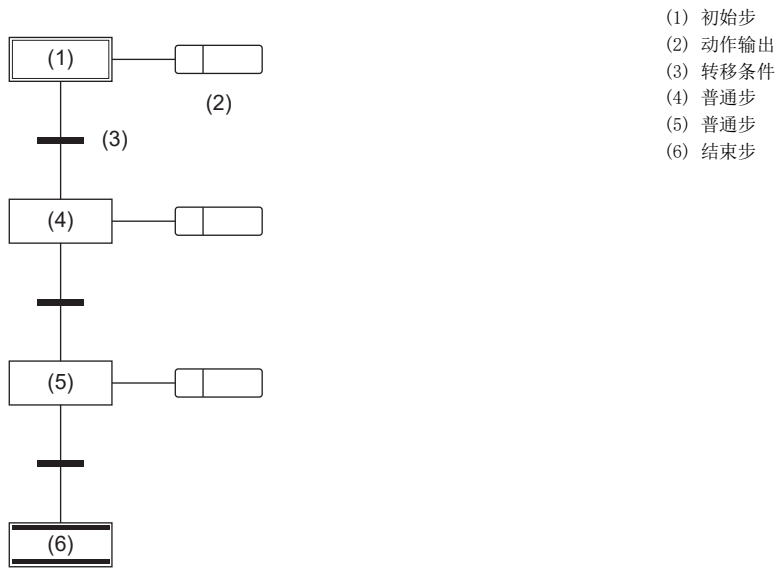 (1)
(2)
(3)
(4)
(5)
(6)
(1) 初始步
(2) 动作输出
(3) 转移条件
(4) 普通步
(5) 普通步
(6) 结束步